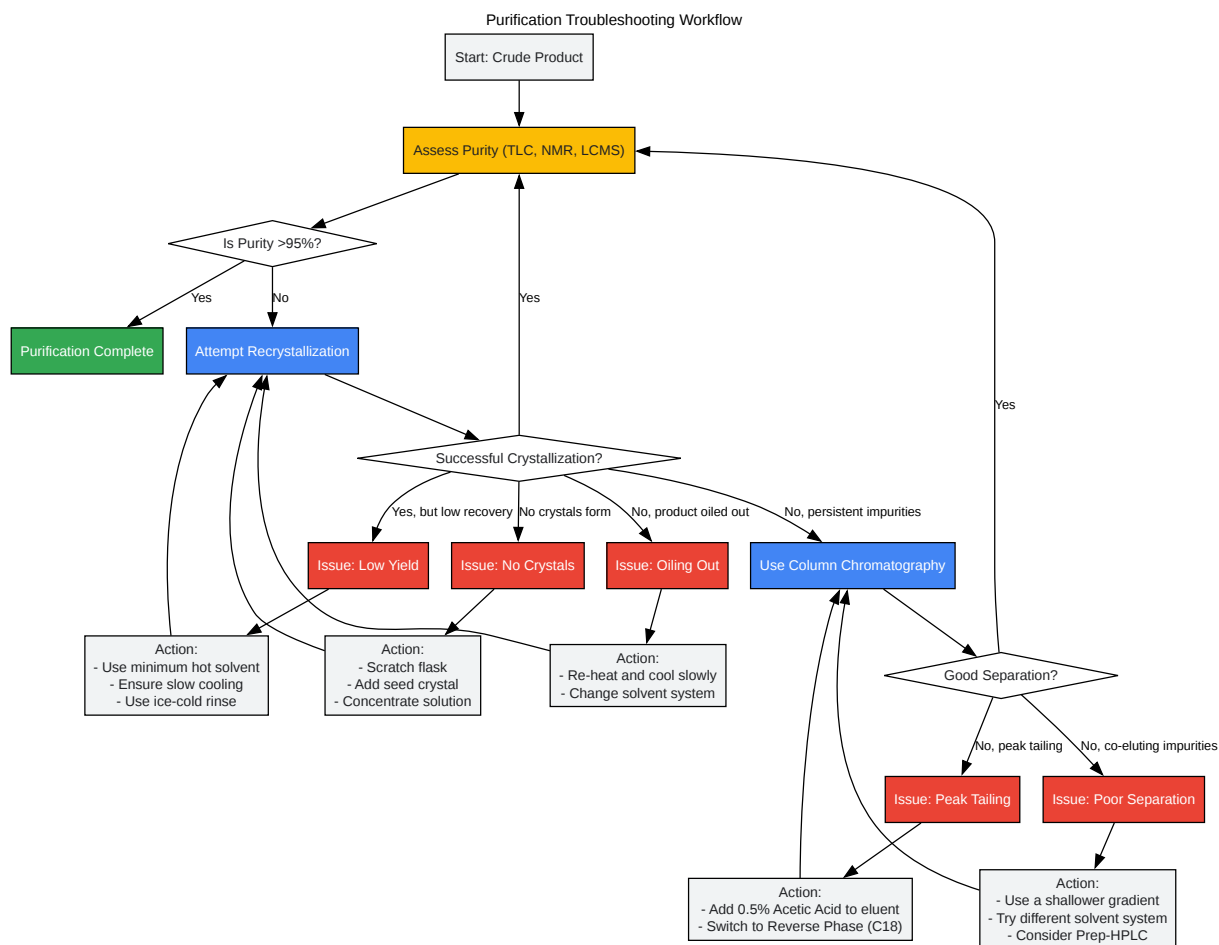 Purification Troubleshooting Workflow
Start: Crude Product
Assess Purity (TLC, NMR, LCMS)
Is Purity >95%?
Yes
No
Yes
Purification Complete
Attempt Recrystallization
Yes
Successful Crystallization?
Yes, but low recovery
No crystals form
No, product oiled out
No, persistent impurities
Issue: Low Yield
Issue: No Crystals
Issue: Oiling Out
Use Column Chromatography
Action:
- Use minimum hot solvent
- Ensure slow cooling
- Use ice-cold rinse
Action:
- Scratch flask
- Add seed crystal
- Concentrate solution
Action:
- Re-heat and cool slowly
- Change solvent system
Good Separation?
No, peak tailing
No, co-eluting impurities
Issue: Peak Tailing
Issue: Poor Separation
Action:
- Add 0.5% Acetic Acid to eluent
- Switch to Reverse Phase (C18)
Action:
- Use a shallower gradient
- Try different solvent system
- Consider Prep-HPLC